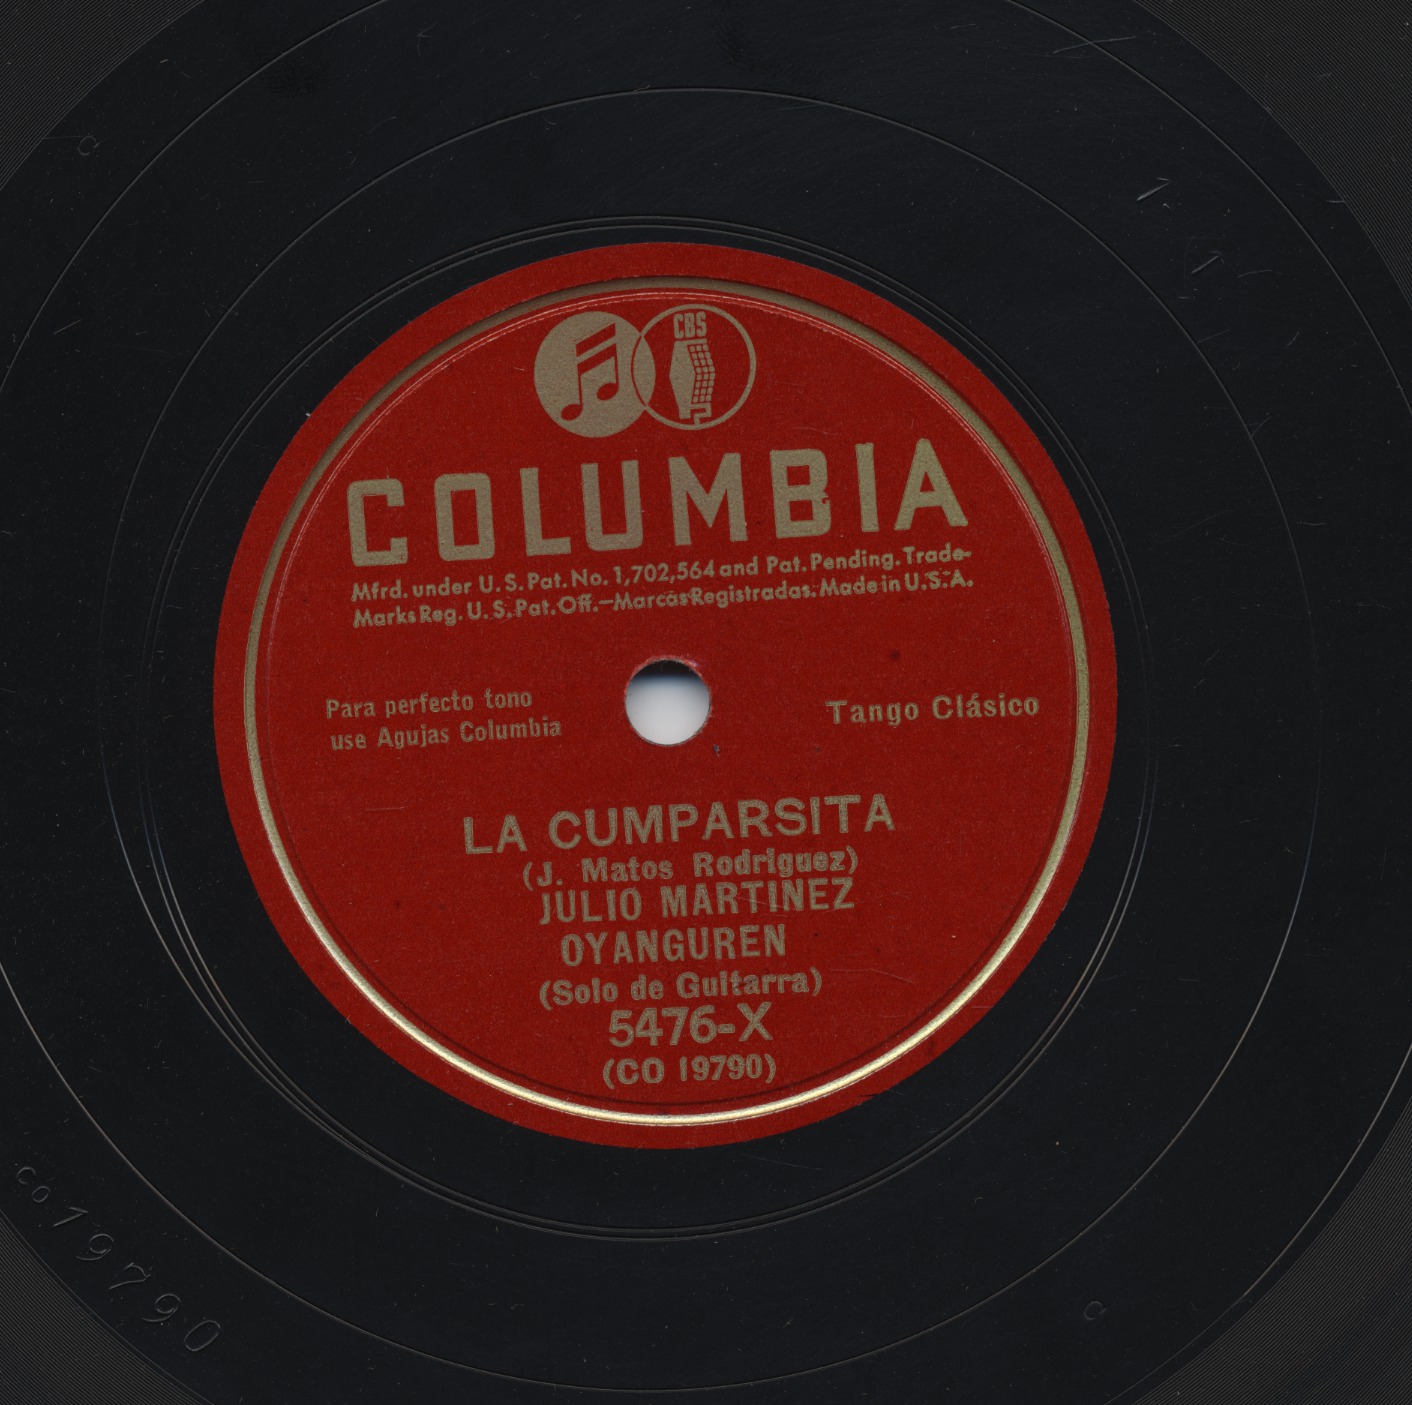 CBS
COLUMBIA
Mfrd. under U.S. Pat. No. 1,702,564 and Pat. Pending. Trade-
Marks Reg. U.S. Pat. Off.—Marcas Registradas. Made in U.S.A.
Para perfecto tono
use Agujas Columbia
Tango Clásico
LA CUMPARSITA
(J. Matos Rodriguez)
JULIO MARTINEZ
OYANGUREN
(Solo de Guitarra)
5476-X
(CO 19790)
CO 19790
1-1
C
C